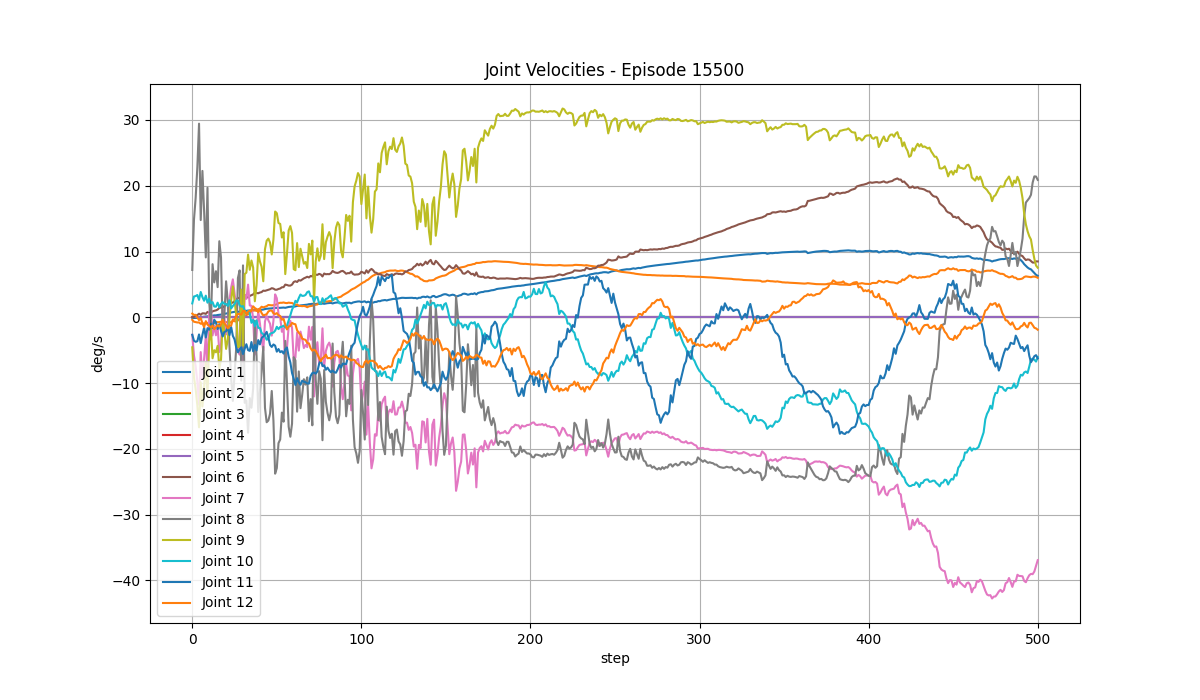 Joint Velocities - Episode 15500
deg/s
30
20
10
0
−10
−20
−30
−40
Joint 1
Joint 2
Joint 3
Joint 4
Joint 5
Joint 6
Joint 7
Joint 8
Joint 9
Joint 10
Joint 11
Joint 12
0 100 200 300 400 500
step